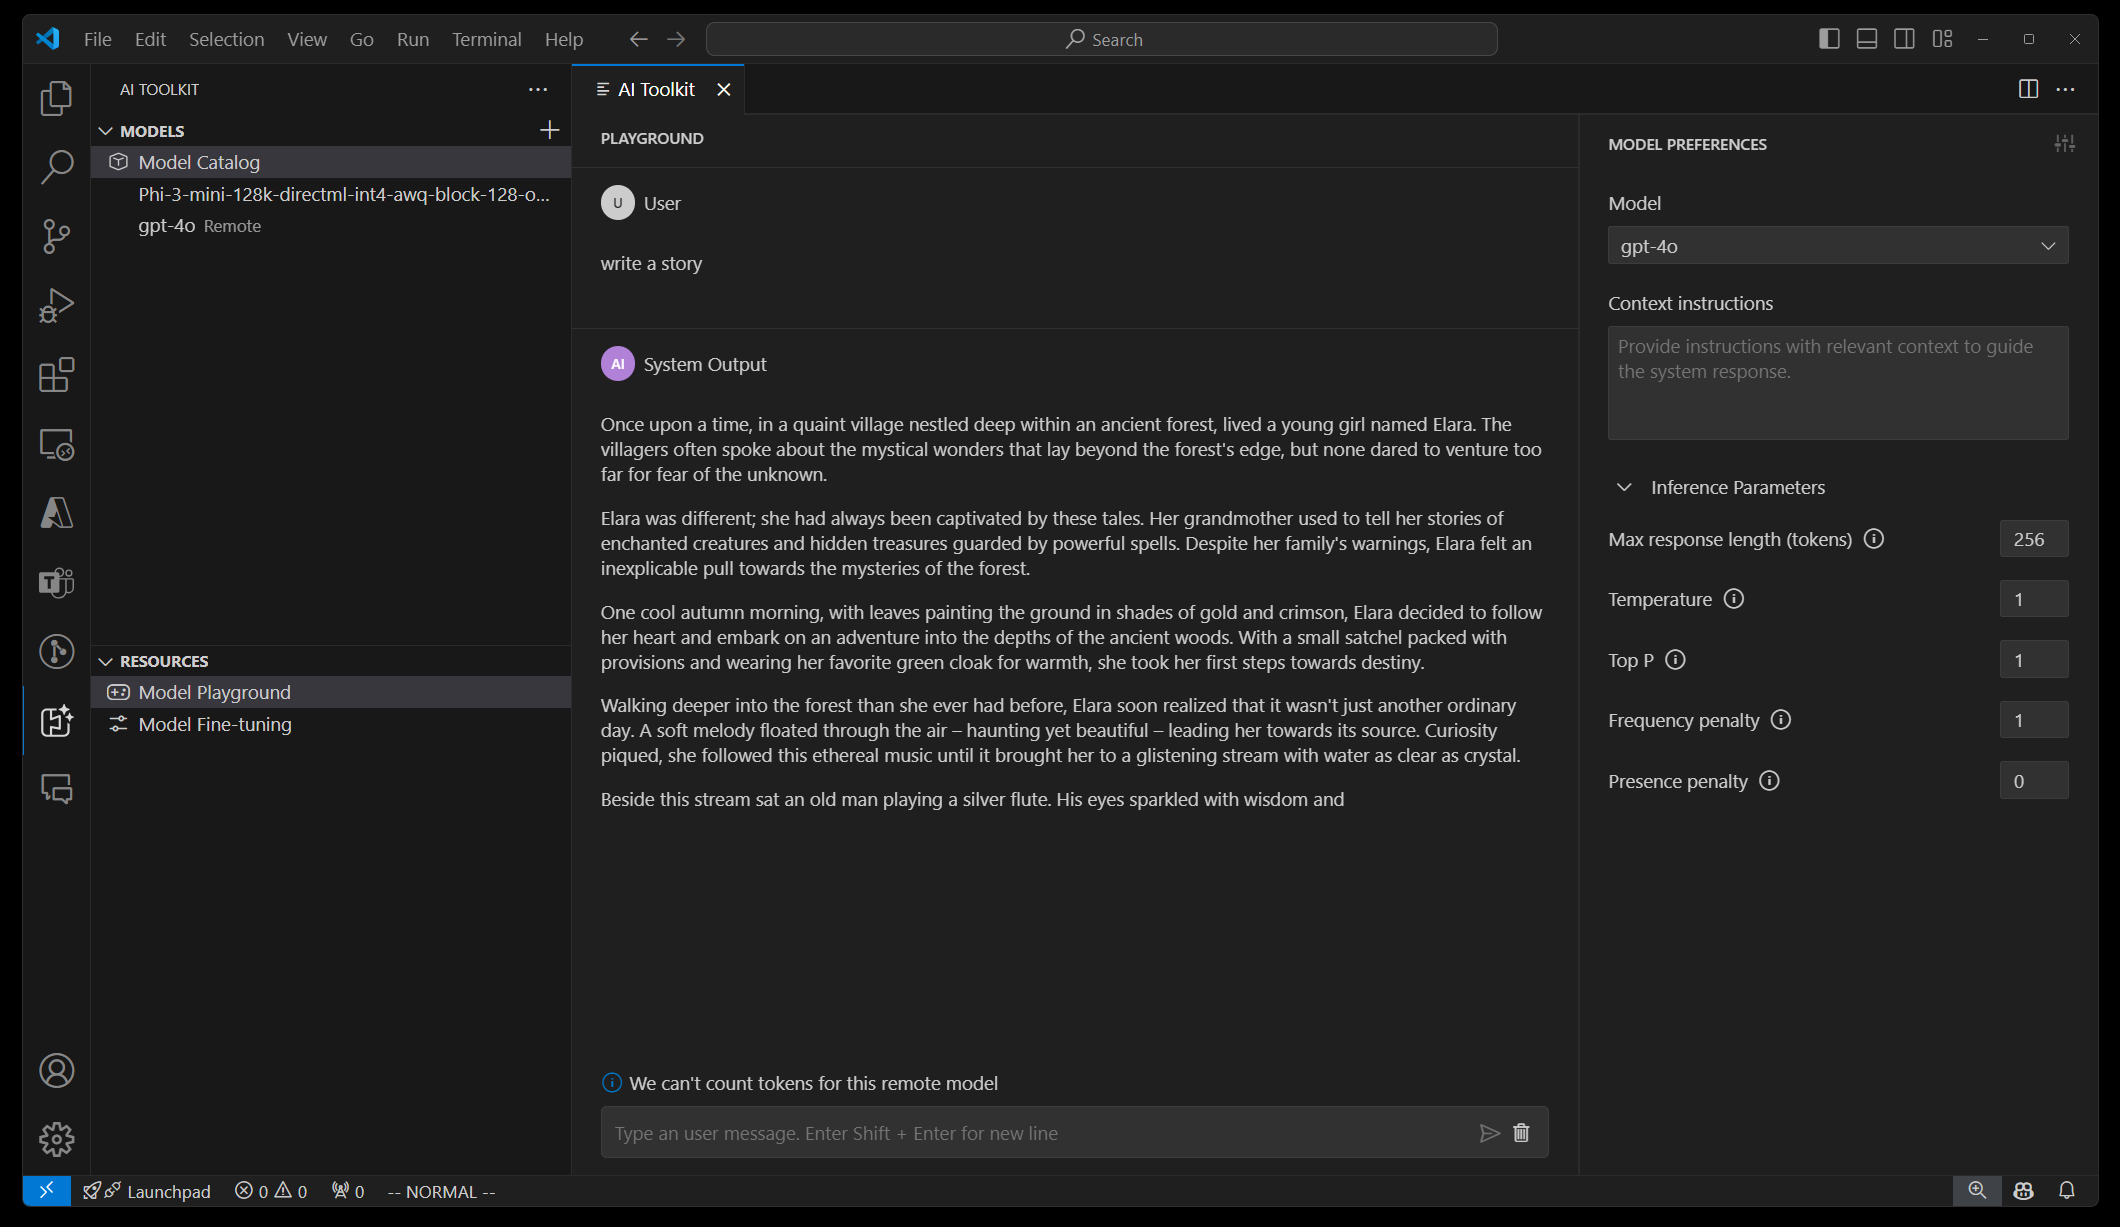 File Edit Selection View Go Run Terminal Help Search
AI TOOLKIT
MODELS
Model Catalog
Phi-3-mini-128k-directml-int4-awq-block-128-o...
gpt-4o Remote
RESOURCES
Model Playground
Model Fine-tuning
AI Toolkit
PLAYGROUND
U User
write a story
AI System Output
Once upon a time, in a quaint village nestled deep within an ancient forest, lived a young girl named Elara. The
villagers often spoke about the mystical wonders that lay beyond the forest's edge, but none dared to venture too
far for fear of the unknown.
Elara was different; she had always been captivated by these tales. Her grandmother used to tell her stories of
enchanted creatures and hidden treasures guarded by powerful spells. Despite her family's warnings, Elara felt an
inexplicable pull towards the mysteries of the forest.
One cool autumn morning, with leaves painting the ground in shades of gold and crimson, Elara decided to follow
her heart and embark on an adventure into the depths of the ancient woods. With a small satchel packed with
provisions and wearing her favorite green cloak for warmth, she took her first steps towards destiny.
Walking deeper into the forest than she ever had before, Elara soon realized that it wasn't just another ordinary
day. A soft melody floated through the air – haunting yet beautiful – leading her towards its source. Curiosity
piqued, she followed this ethereal music until it brought her to a glistening stream with water as clear as crystal.
Beside this stream sat an old man playing a silver flute. His eyes sparkled with wisdom and
We can't count tokens for this remote model
Type an user message. Enter Shift + Enter for new line
MODEL PREFERENCES
Model
gpt-4o
Context instructions
Provide instructions with relevant context to guide
the system response.
Inference Parameters
Max response length (tokens) 256
Temperature 1
Top P 1
Frequency penalty 1
Presence penalty 0
Launchpad 0 0 0 -- NORMAL --